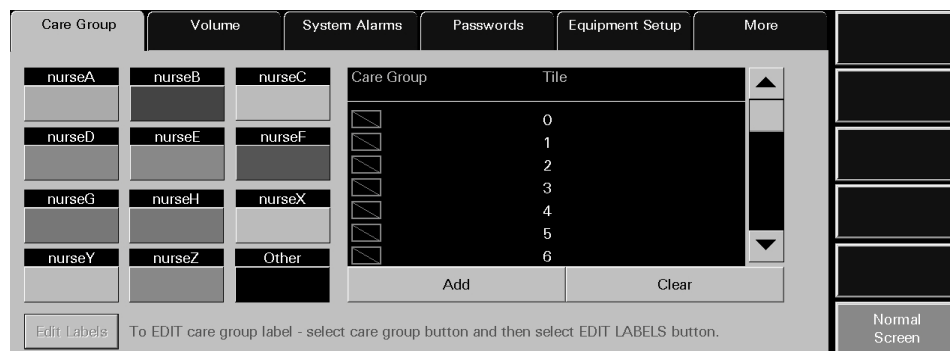 Care Group Volume System Alarms Passwords Equipment Setup More
nurseA nurseB nurseC
nurseD nurseE nurseF
nurseG nurseH nurseX
nurseY nurseZ Other
Care Group Tile
0
1
2
3
4
5
6
Add Clear
Edit Labels To EDIT care group label - select care group button and then select EDIT LABELS button.
Normal
Screen